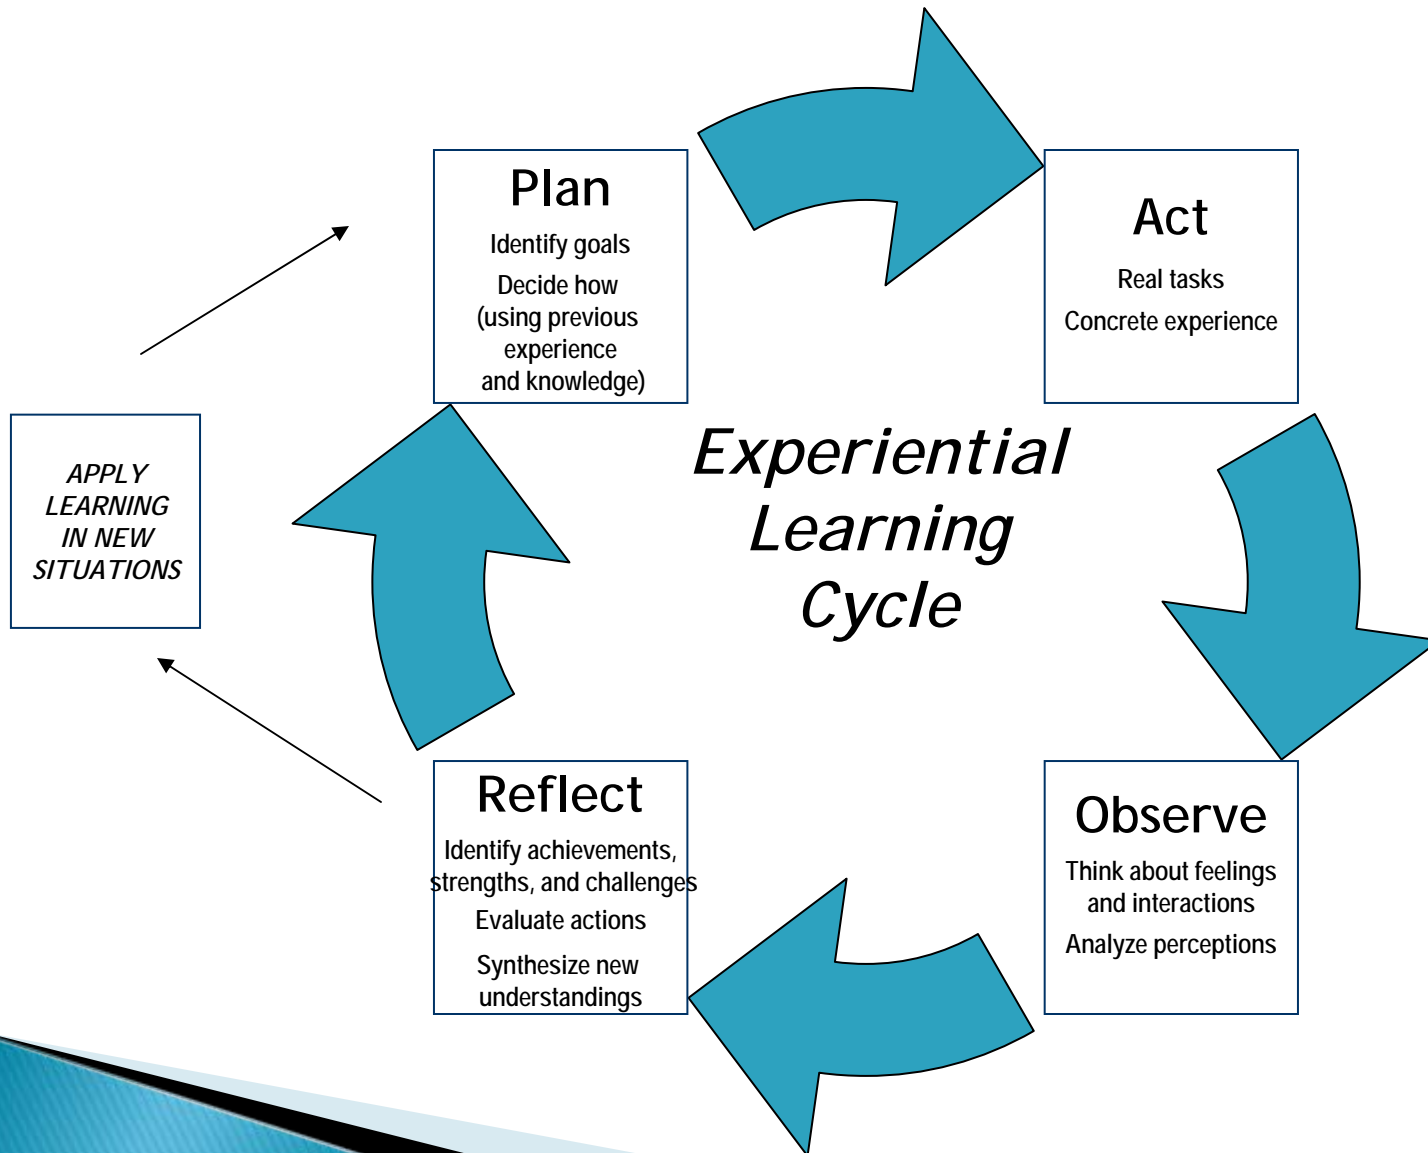 Plan
Identify goals
Decide how
(using previous
experience
and knowledge)
Act
Real tasks
Concrete experience
Experiential
Learning
Cycle
APPLY
LEARNING
IN NEW
SITUATIONS
Reflect
Identify achievements,
strengths, and challenges
Evaluate actions
Synthesize new
understandings
Observe
Think about feelings
and interactions
Analyze perceptions